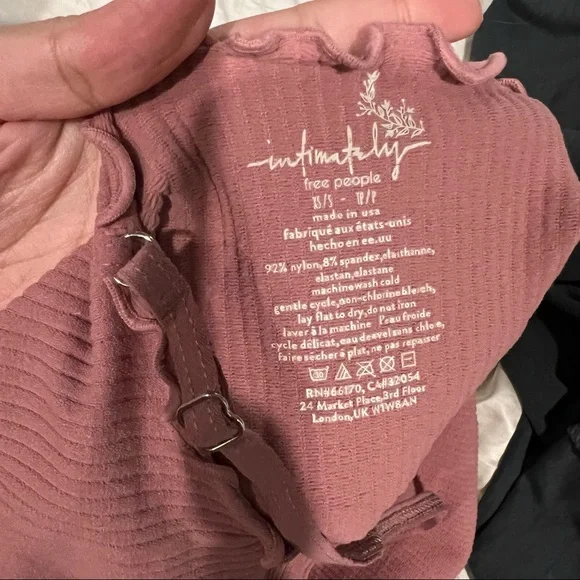 intimately
free people
XS/S - TP/P
made in usa
fabriqué aux états-unis
hecho en ee.uu
92% nylon,8% spandez,elasthanne,
elastan,elastane
machine wash cold
gentle cycle,non-chlorine bleach,
lay flat to dry,do not iron
laver à la machine l'eau froide
cycle délicat,eau de javel sans chlore,
faire sécher à plat, ne pas repasser
30
RN#66170, CA#32054
24 Market Place,3rd Floor
London,UK W1W8AN